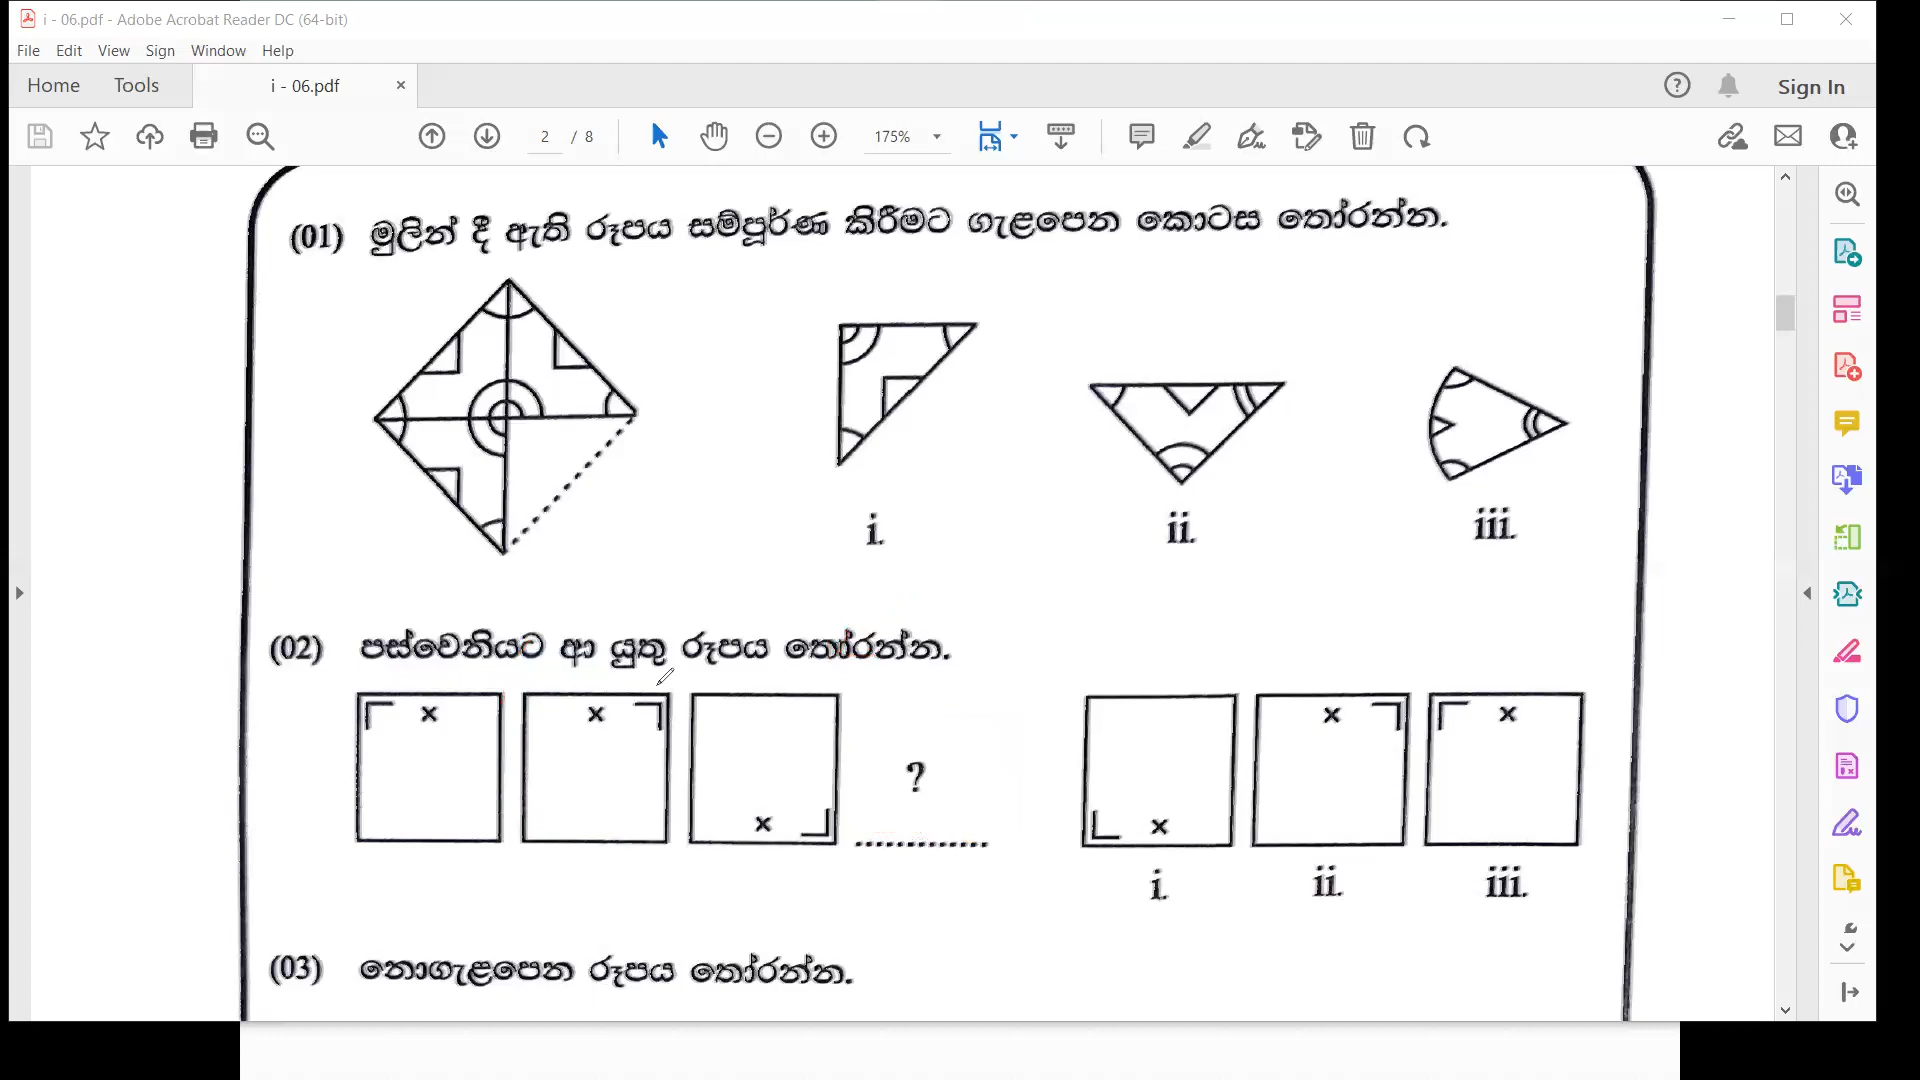 i - 06.pdf - Adobe Acrobat Reader DC (64-bit)
File Edit View Sign Window Help
Home Tools i - 06.pdf × Sign In
2 / 8 175%
(01) මුලින් දී ඇති රූපය සම්පූර්ණ කිරීමට ගැළපෙන කොටස තෝරන්න.
i. ii. iii.
(02) පස්වෙනියට ආ යුතු රූපය තෝරන්න.
x x x ? x x x
i. ii. iii.
(03) නොගැළපෙන රූපය තෝරන්න.